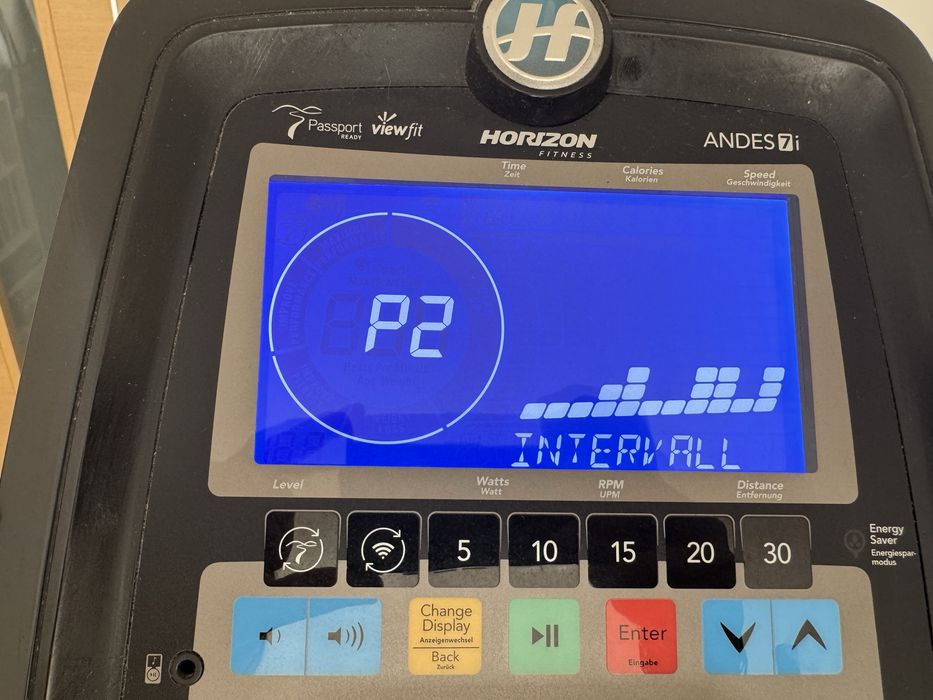 Passport
READY
viewfit
HORIZON
FITNESS
ANDES 7i
Time
Zeit
Calories
Kalorien
Speed
Geschwindigkeit
P2
INTERVALL
Level
Watts
Watt
RPM
UPM
Distance
Entfernung
5
10
15
20
30
Energy
Saver
Energiespar-
modus
Change
Display
Anzeigenwechsel
Back
Zurück
Enter
Eingabe